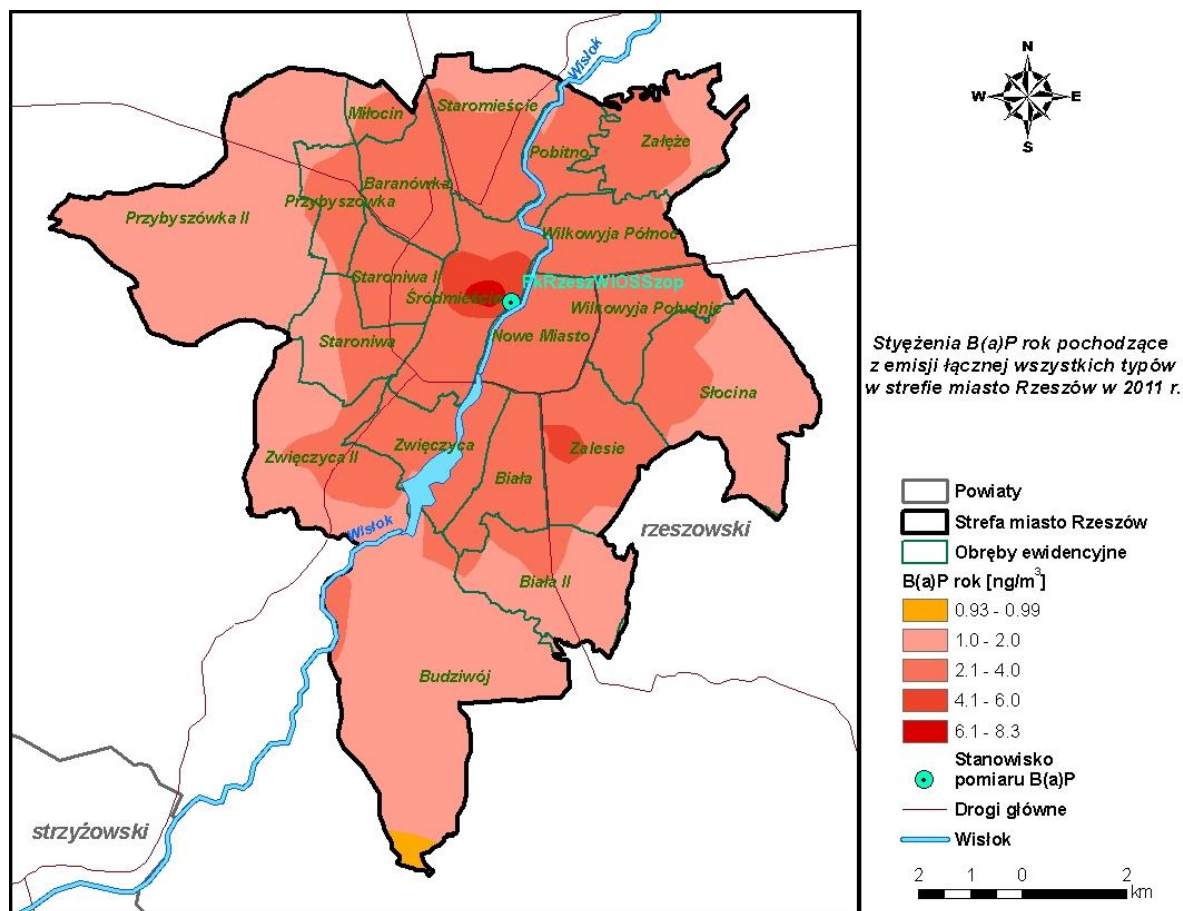 Wisłok
N
W E
S
Miłocin
Staromieście
Pobitno
Załęże
Baranówka
Przybyszówka
Przybyszówka II
Wilkowyja Północ
Staroniwa II
PkRzeszWIOSSzop
Śródmieście
Wilkowyja Południe
Staroniwa
Nowe Miasto
Słocina
Zwięczyca
Zwięczyca II
Zalesie
Biała
Wisłok
rzeszowski
Biała II
Budziwój
strzyżowski
Styężenia B(a)P rok pochodzące
z emisji łącznej wszystkich typów
w strefie miasto Rzeszów w 2011 r.
Powiaty
Strefa miasto Rzeszów
Obręby ewidencyjne
B(a)P rok [ng/m³]
0.93 - 0.99
1.0 - 2.0
2.1 - 4.0
4.1 - 6.0
6.1 - 8.3
Stanowisko
pomiaru B(a)P
Drogi główne
Wisłok
2 1 0 2
km